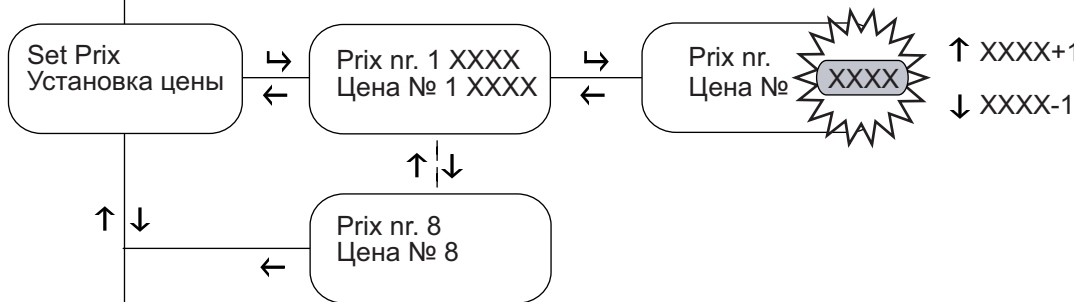 Set Prix
Установка цены
Prix nr. 1 XXXX
Цена № 1 XXXX
Prix nr.
Цена № XXXX
↑ XXXX+1
↓ XXXX-1
Prix nr. 8
Цена № 8